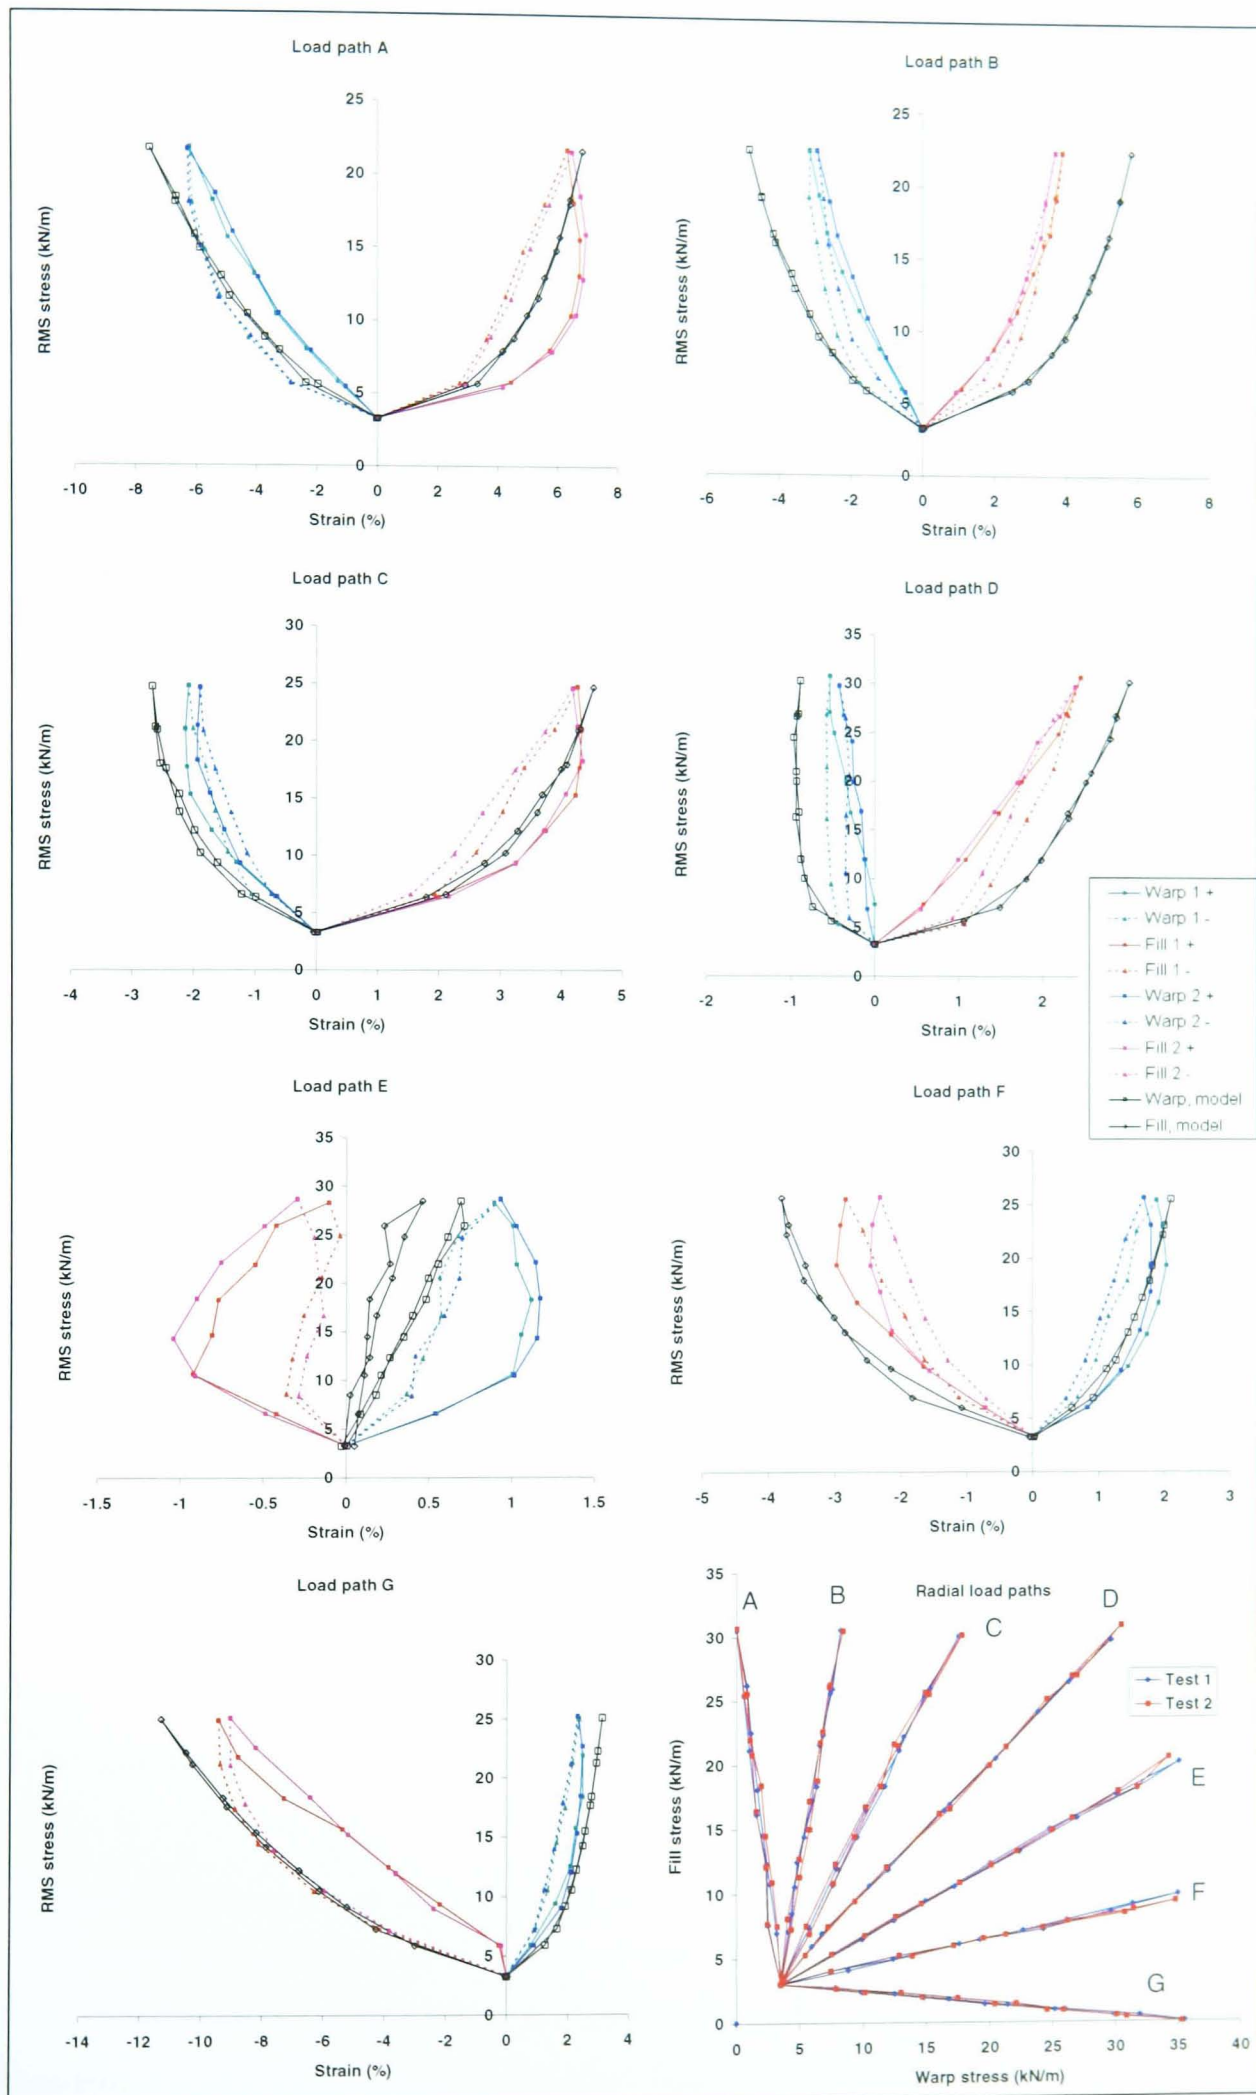 Load path A
RMS stress (kN/m)
25
20
15
10
5
0
-10 -8 -6 -4 -2 0 2 4 6 8
Strain (%)
Load path B
RMS stress (kN/m)
25
20
15
10
5
0
-6 -4 -2 0 2 4 6 8
Strain (%)
Load path C
RMS stress (kN/m)
30
25
20
15
10
5
0
-4 -3 -2 -1 0 1 2 3 4 5
Strain (%)
Load path D
RMS stress (kN/m)
35
30
25
20
15
10
5
0
-2 -1 0 1 2
Strain (%)
Warp 1 +
Warp 1 -
Fill 1 +
Fill 1 -
Warp 2 +
Warp 2 -
Fill 2 +
Fill 2 -
Warp, model
Fill, model
Load path E
RMS stress (kN/m)
35
30
25
20
15
10
5
0
-1.5 -1 -0.5 0 0.5 1 1.5
Strain (%)
Load path F
RMS stress (kN/m)
30
25
20
15
10
5
0
-5 -4 -3 -2 -1 0 1 2 3
Strain (%)
Load path G
RMS stress (kN/m)
30
25
20
15
10
5
0
-14 -12 -10 -8 -6 -4 -2 0 2 4
Strain (%)
Radial load paths
A B C D
E
F
G
Test 1
Test 2
Fill stress (kN/m)
35
30
25
20
15
10
5
0
0 5 10 15 20 25 30 35 40
Warp stress (kN/m)